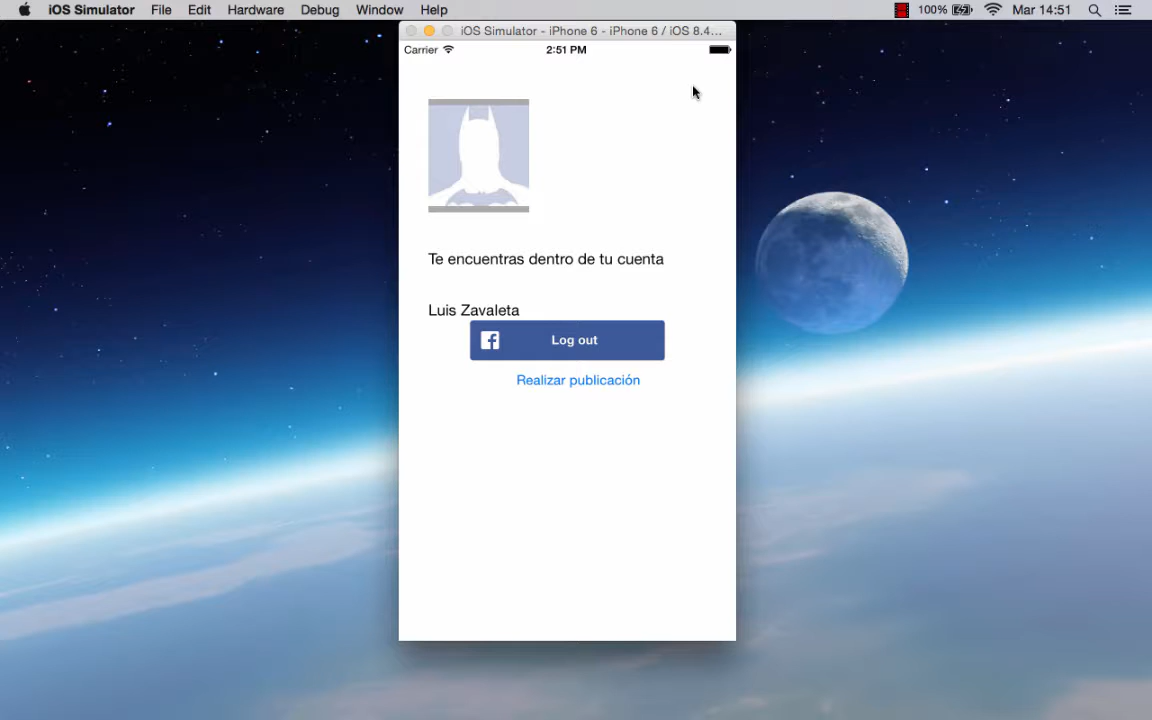 iOS Simulator File Edit Hardware Debug Window Help 100% Mar 14:51
iOS Simulator - iPhone 6 - iPhone 6 / iOS 8.4...
Carrier 2:51 PM
Te encuentras dentro de tu cuenta
Luis Zavaleta
Log out
Realizar publicación